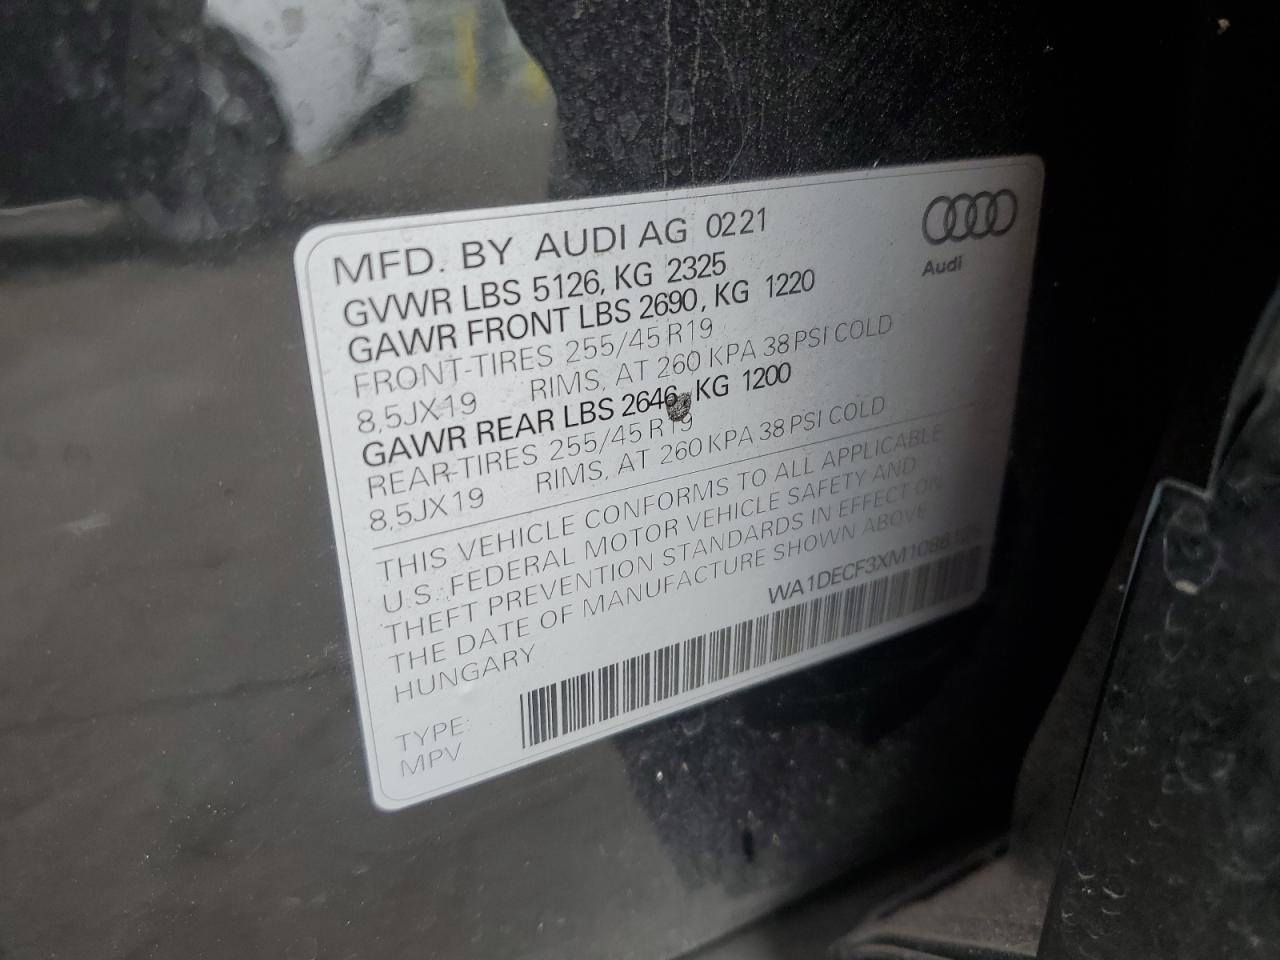 MFD. BY AUDI AG 0221
GVWR LBS 5126, KG 2325
GAWR FRONT LBS 2690, KG 1220
FRONT-TIRES 255/45 R19
8,5JX19 RIMS, AT 260 KPA 38 PSI COLD
GAWR REAR LBS 2646, KG 1200
REAR-TIRES 255/45 R19
8,5JX19 RIMS, AT 260 KPA 38 PSI COLD
THIS VEHICLE CONFORMS TO ALL APPLICABLE
U.S. FEDERAL MOTOR VEHICLE SAFETY AND
THEFT PREVENTION STANDARDS IN EFFECT ON
THE DATE OF MANUFACTURE SHOWN ABOVE
HUNGARY
TYPE:
MPV
Audi